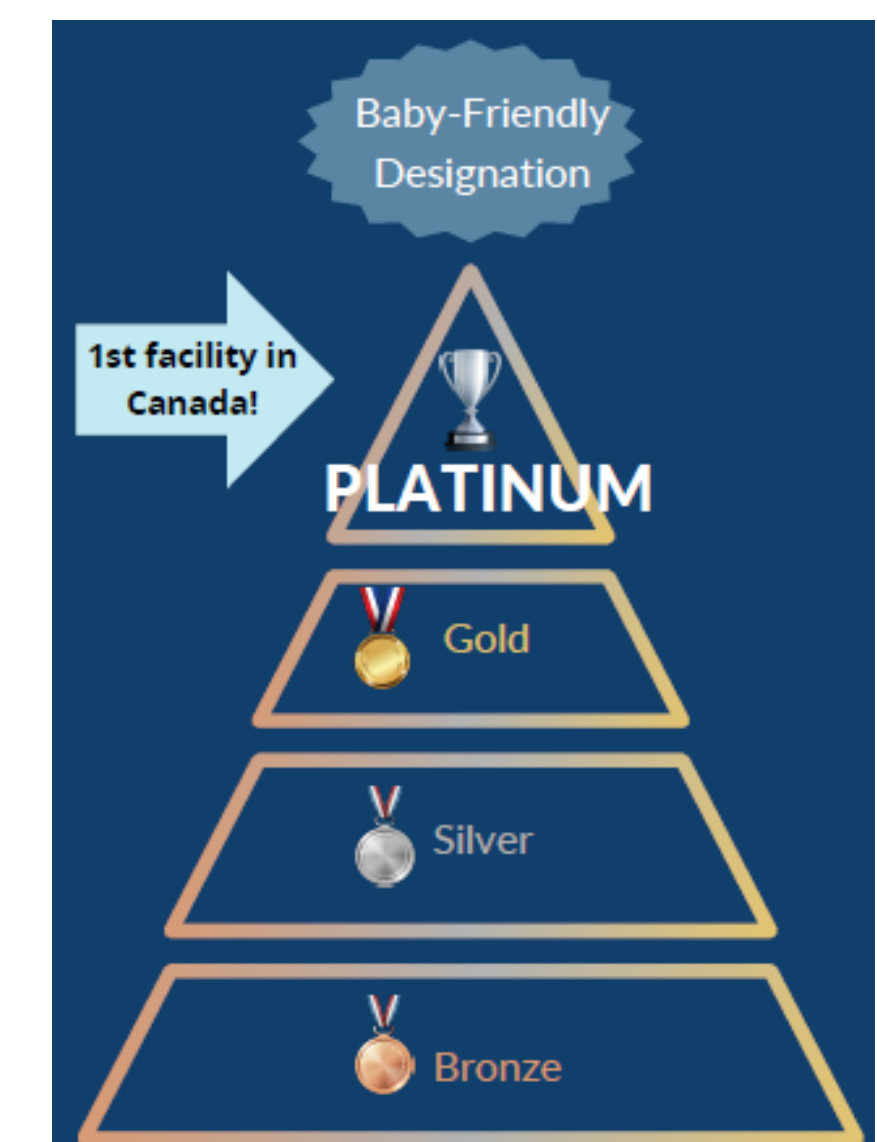 Baby-Friendly
Designation
1st facility in
Canada!
PLATINUM
Gold
Silver
Bronze